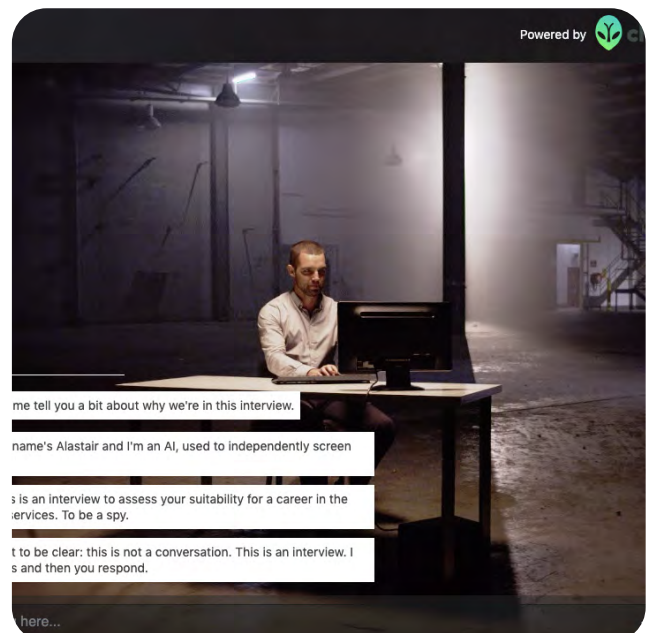 Powered by
me tell you a bit about why we're in this interview.
name's Alastair and I'm an AI, used to independently screen
is an interview to assess your suitability for a career in the
services. To be a spy.
to be clear: this is not a conversation. This is an interview. I
and then you respond.
here...